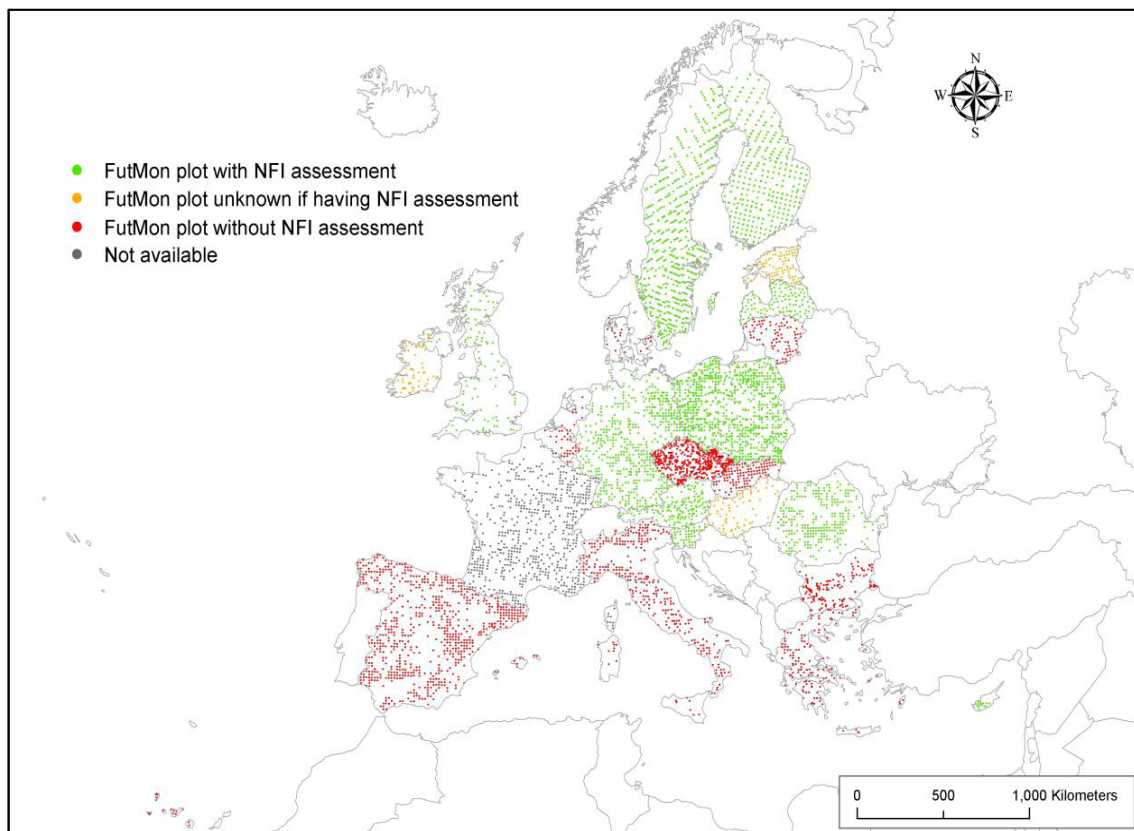 N
W E
S
FutMon plot with NFI assessment
FutMon plot unknown if having NFI assessment
FutMon plot without NFI assessment
Not available
0 500 1,000 Kilometers